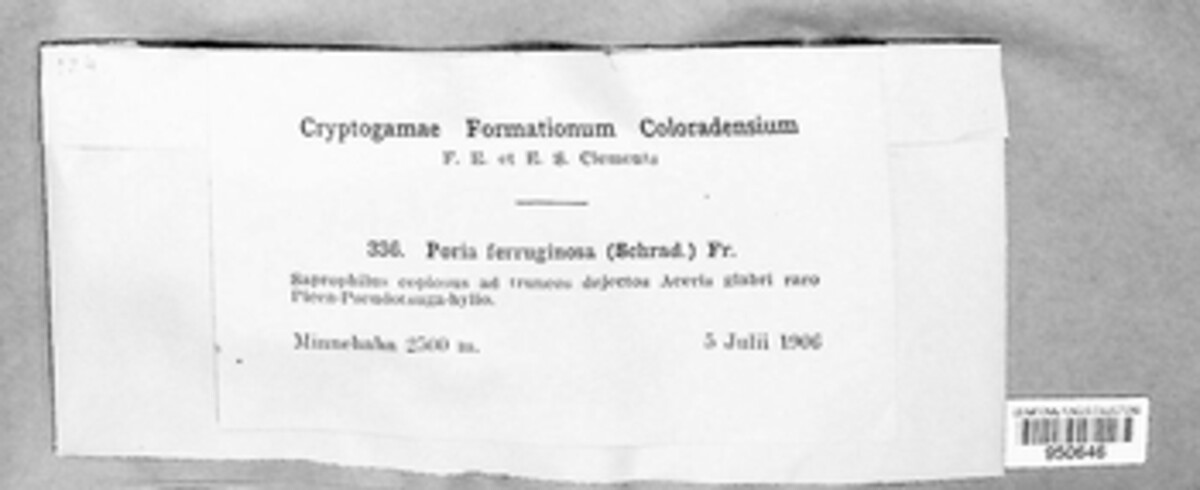 Cryptogamae Formationum Coloradensium
F. E. et E. S. Clements
336. Poria ferruginosa (Schrad.) Fr.
Saprophilus copiosus ad truncos dejectos Aceris glabri raro
Picea-Pseudotsuga-hylio.
Minnehaha 2500 m.
5 Julii 1906
950646